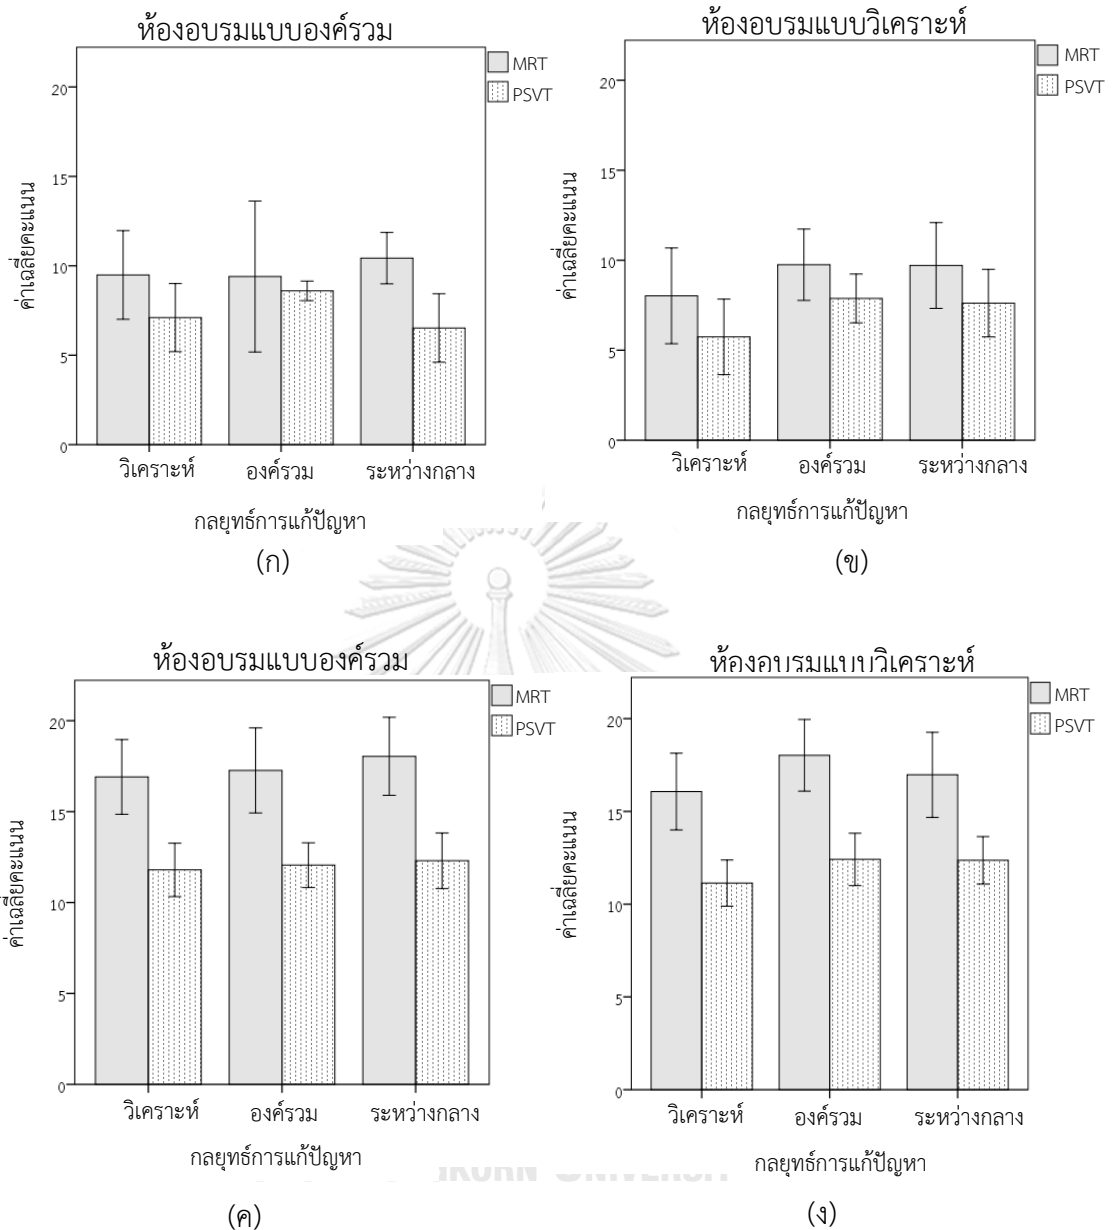 ห้องอบรมแบบองค์รวม
MRT
PSVT
20
15
10
5
0
ค่าเฉลี่ยคะแนน
วิเคราะห์ องค์รวม ระหว่างกลาง
กลยุทธ์การแก้ปัญหา
(ก)
ห้องอบรมแบบวิเคราะห์
MRT
PSVT
20
15
10
5
0
ค่าเฉลี่ยคะแนน
วิเคราะห์ องค์รวม ระหว่างกลาง
กลยุทธ์การแก้ปัญหา
(ข)
ห้องอบรมแบบองค์รวม
MRT
PSVT
20
15
10
5
0
ค่าเฉลี่ยคะแนน
วิเคราะห์ องค์รวม ระหว่างกลาง
กลยุทธ์การแก้ปัญหา
(ค)
ห้องอบรมแบบวิเคราะห์
MRT
PSVT
20
15
10
5
0
ค่าเฉลี่ยคะแนน
วิเคราะห์ องค์รวม ระหว่างกลาง
กลยุทธ์การแก้ปัญหา
(ง)